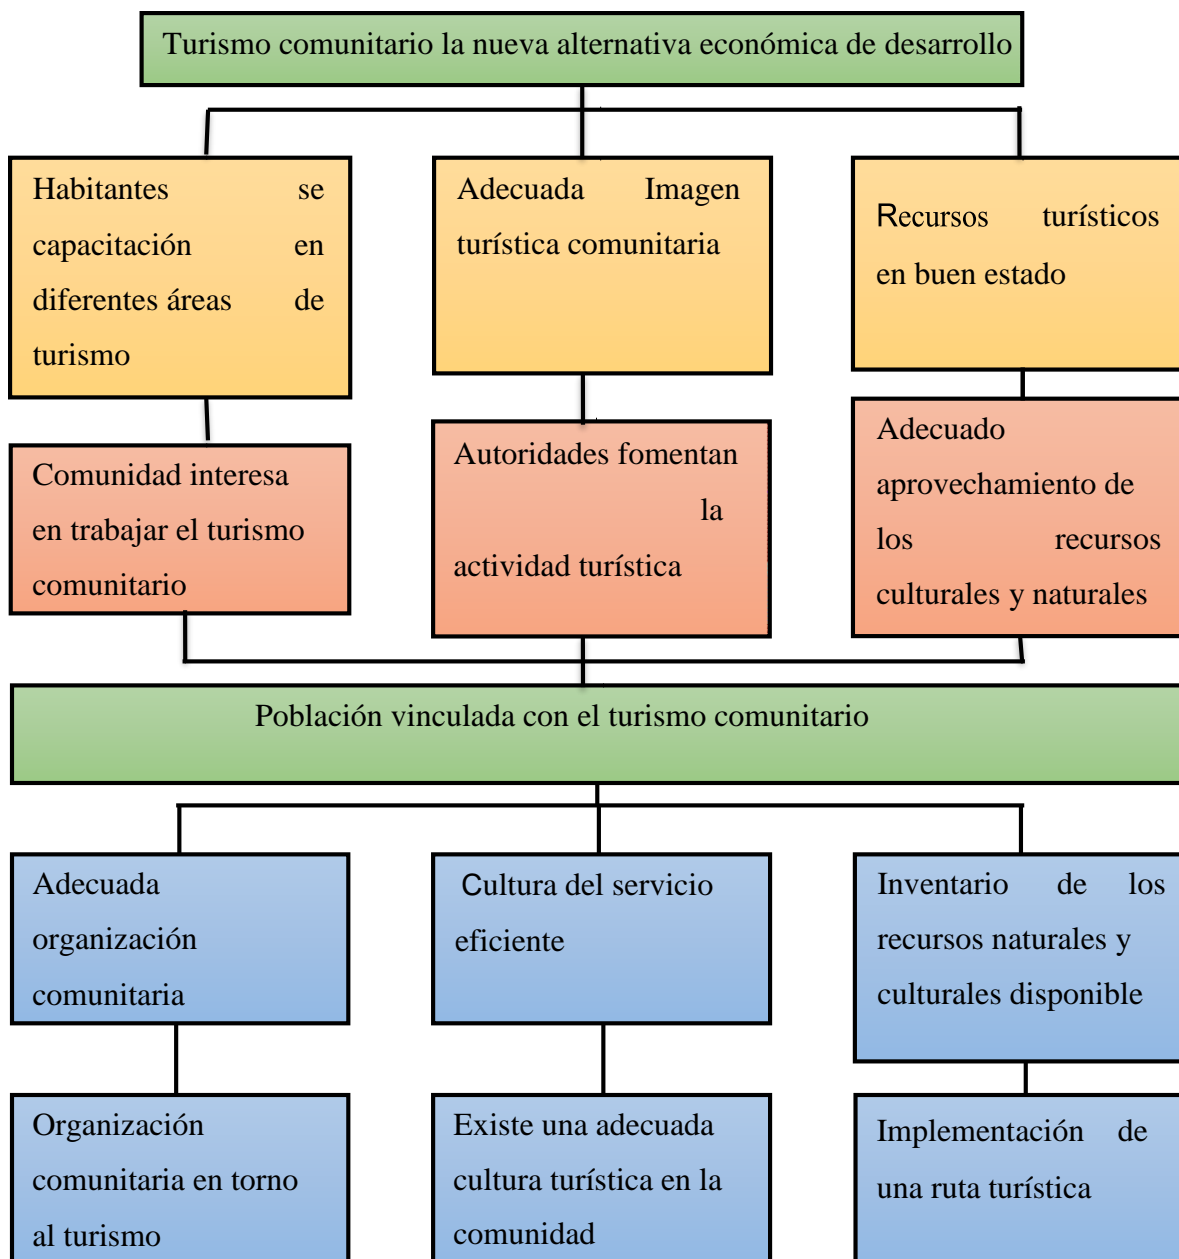 Turismo comunitario la nueva alternativa económica de desarrollo
Habitantes se
capacitación en
diferentes áreas de
turismo
Adecuada Imagen
turística comunitaria
Recursos turísticos
en buen estado
Comunidad interesa
en trabajar el turismo
comunitario
Autoridades fomentan
la
actividad turística
Adecuado
aprovechamiento de
los recursos
culturales y naturales
Población vinculada con el turismo comunitario
Adecuada
organización
comunitaria
Cultura del servicio
eficiente
Inventario de los
recursos naturales y
culturales disponible
Organización
comunitaria en torno
al turismo
Existe una adecuada
cultura turística en la
comunidad
Implementación de
una ruta turística